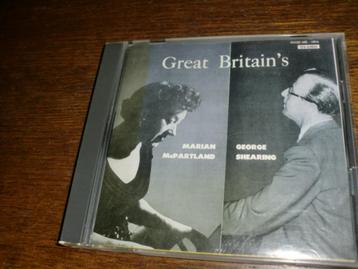 Great Britain's
MARIAN
McPARTLAND
GEORGE
SHEARING